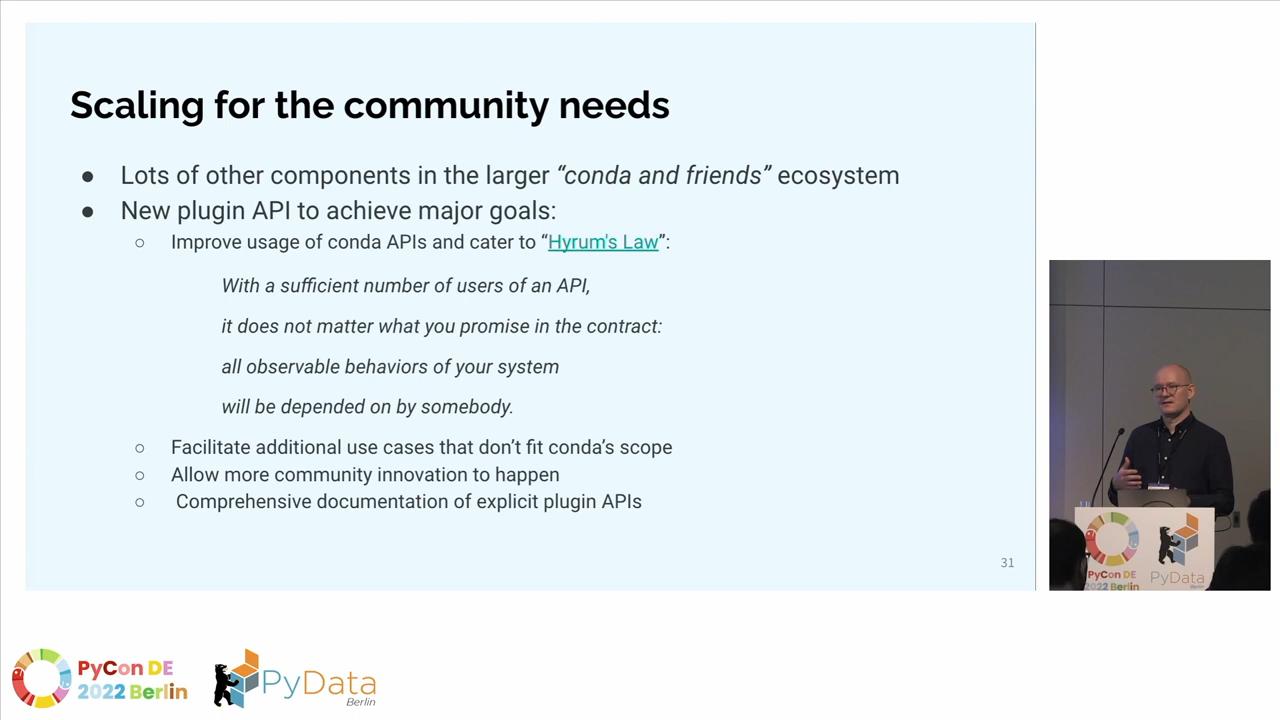 Scaling for the community needs
● Lots of other components in the larger “conda and friends” ecosystem
● New plugin API to achieve major goals:
○ Improve usage of conda APIs and cater to “Hyrum's Law”:
With a sufficient number of users of an API,
it does not matter what you promise in the contract:
all observable behaviors of your system
will be depended on by somebody.
○ Facilitate additional use cases that don’t fit conda’s scope
○ Allow more community innovation to happen
○ Comprehensive documentation of explicit plugin APIs
31
PyCon DE
2022 Berlin
PyData
Berlin
PyCon DE
2022 Berlin
PyData
Berlin